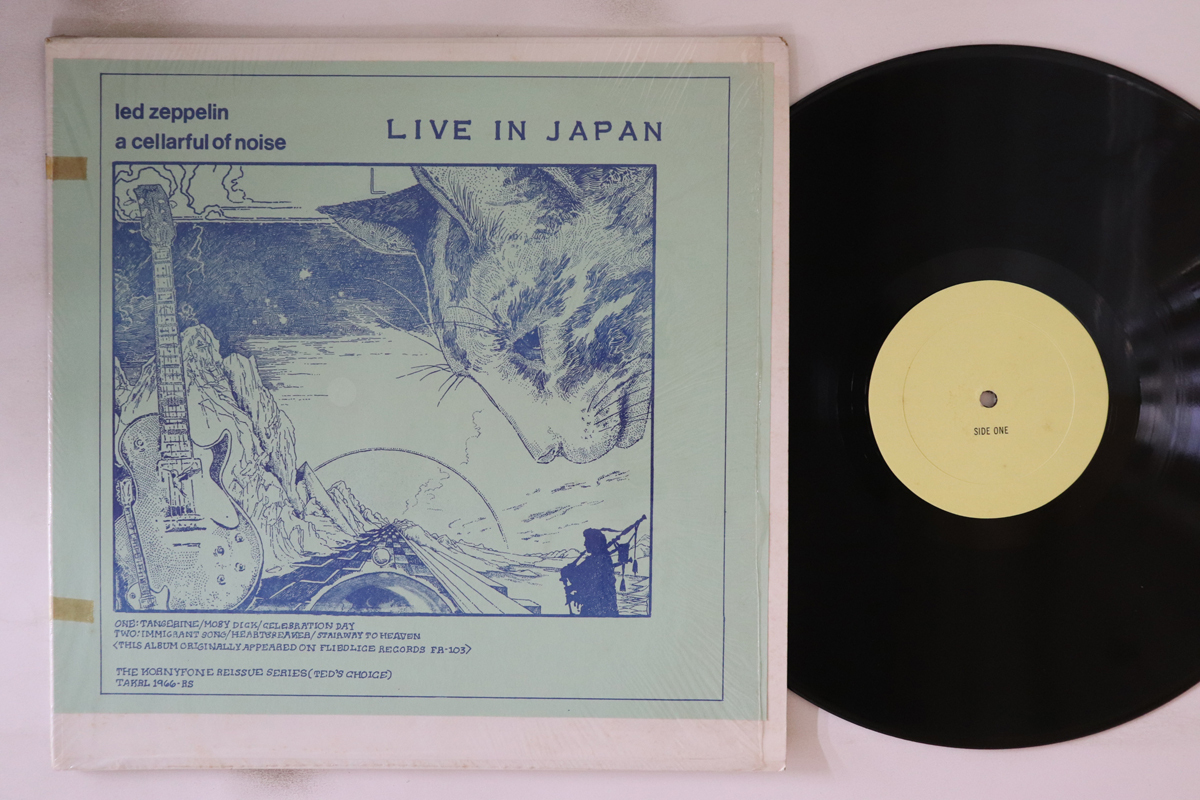 led zeppelin
a cellarful of noise
LIVE IN JAPAN
ONE: TANGERINE/MOBY DICK/CELEBRATION DAY
TWO: IMMIGRANT SONG/HEARTBREAKER/STAIRWAY TO HEAVEN
<THIS ALBUM ORIGINALLY APPEARED ON FLIEDLICE RECORDS FR-103>
THE KORNYFONE REISSUE SERIES (TED'S CHOICE)
TAKRL 1966-RS
SIDE ONE